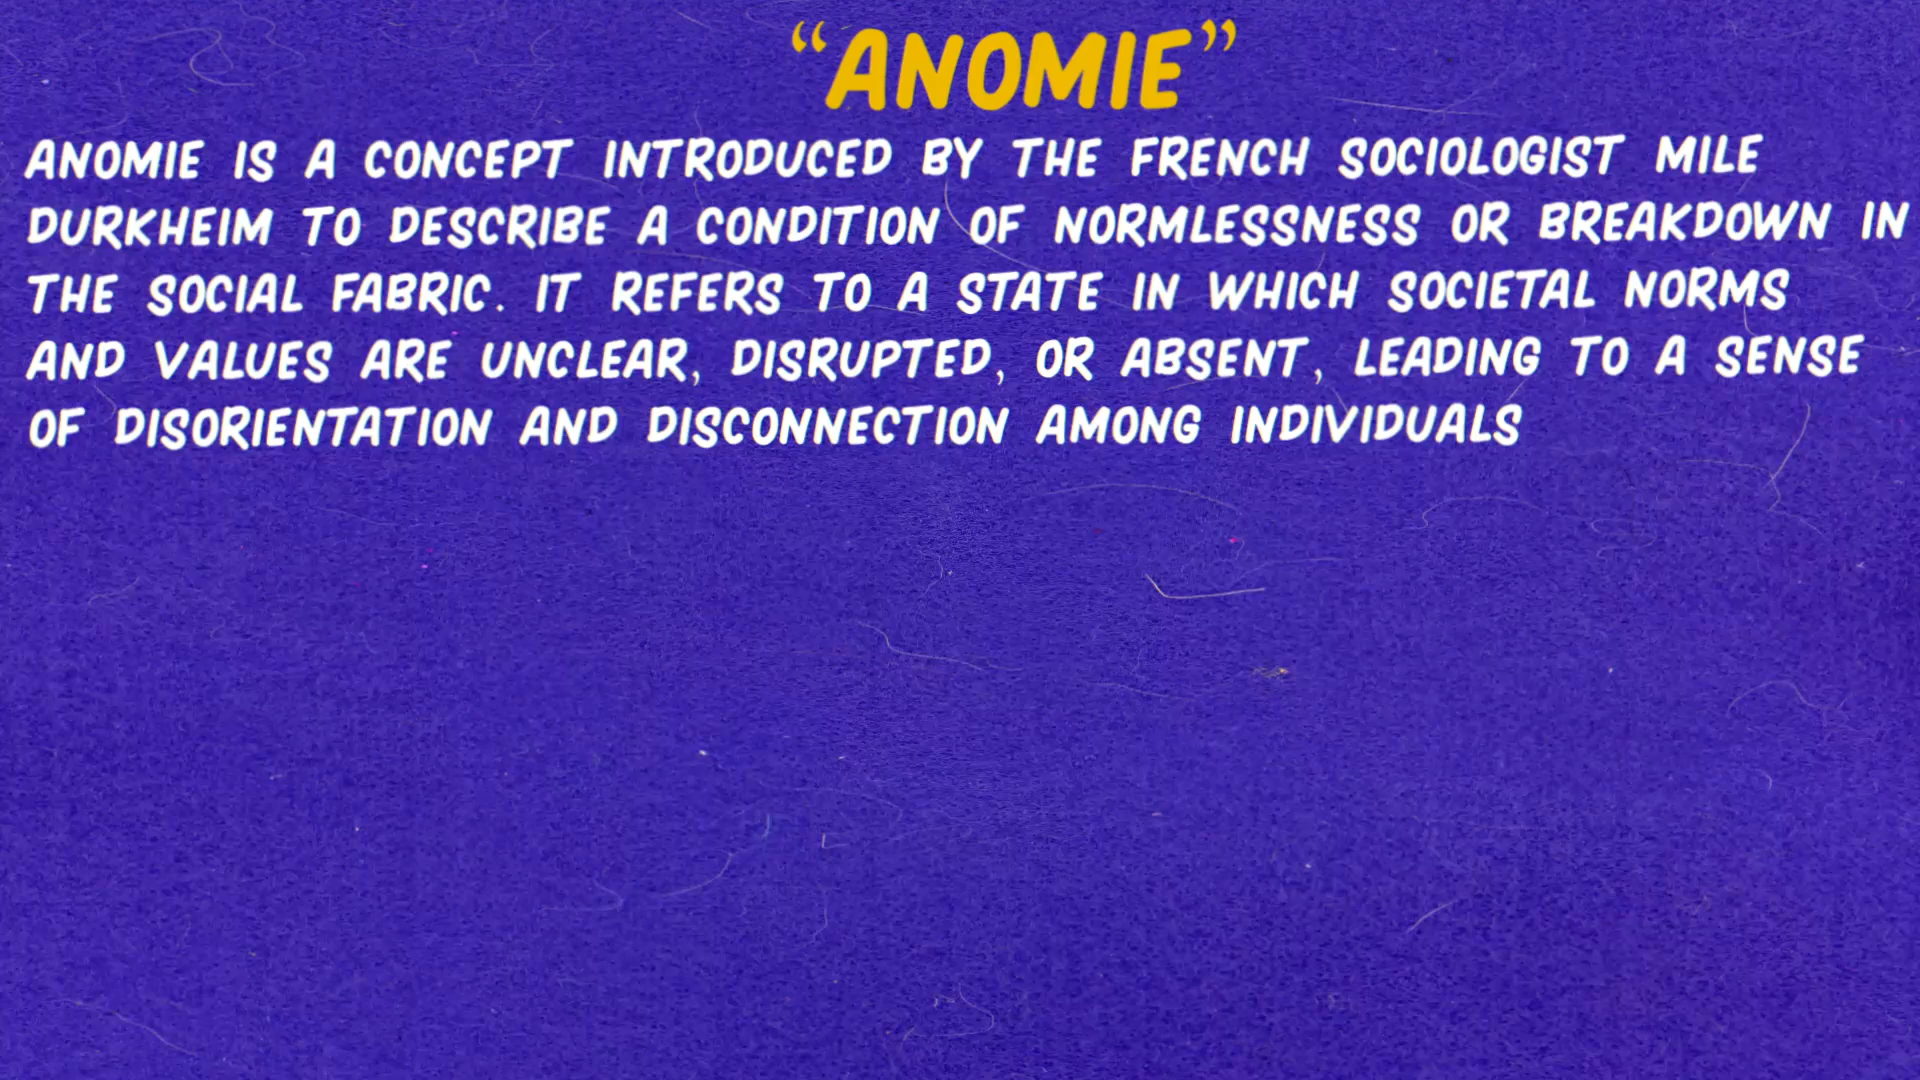 “ANOMIE”
ANOMIE IS A CONCEPT INTRODUCED BY THE FRENCH SOCIOLOGIST MILE
DURKHEIM TO DESCRIBE A CONDITION OF NORMLESSNESS OR BREAKDOWN IN
THE SOCIAL FABRIC. IT REFERS TO A STATE IN WHICH SOCIETAL NORMS
AND VALUES ARE UNCLEAR, DISRUPTED, OR ABSENT, LEADING TO A SENSE
OF DISORIENTATION AND DISCONNECTION AMONG INDIVIDUALS